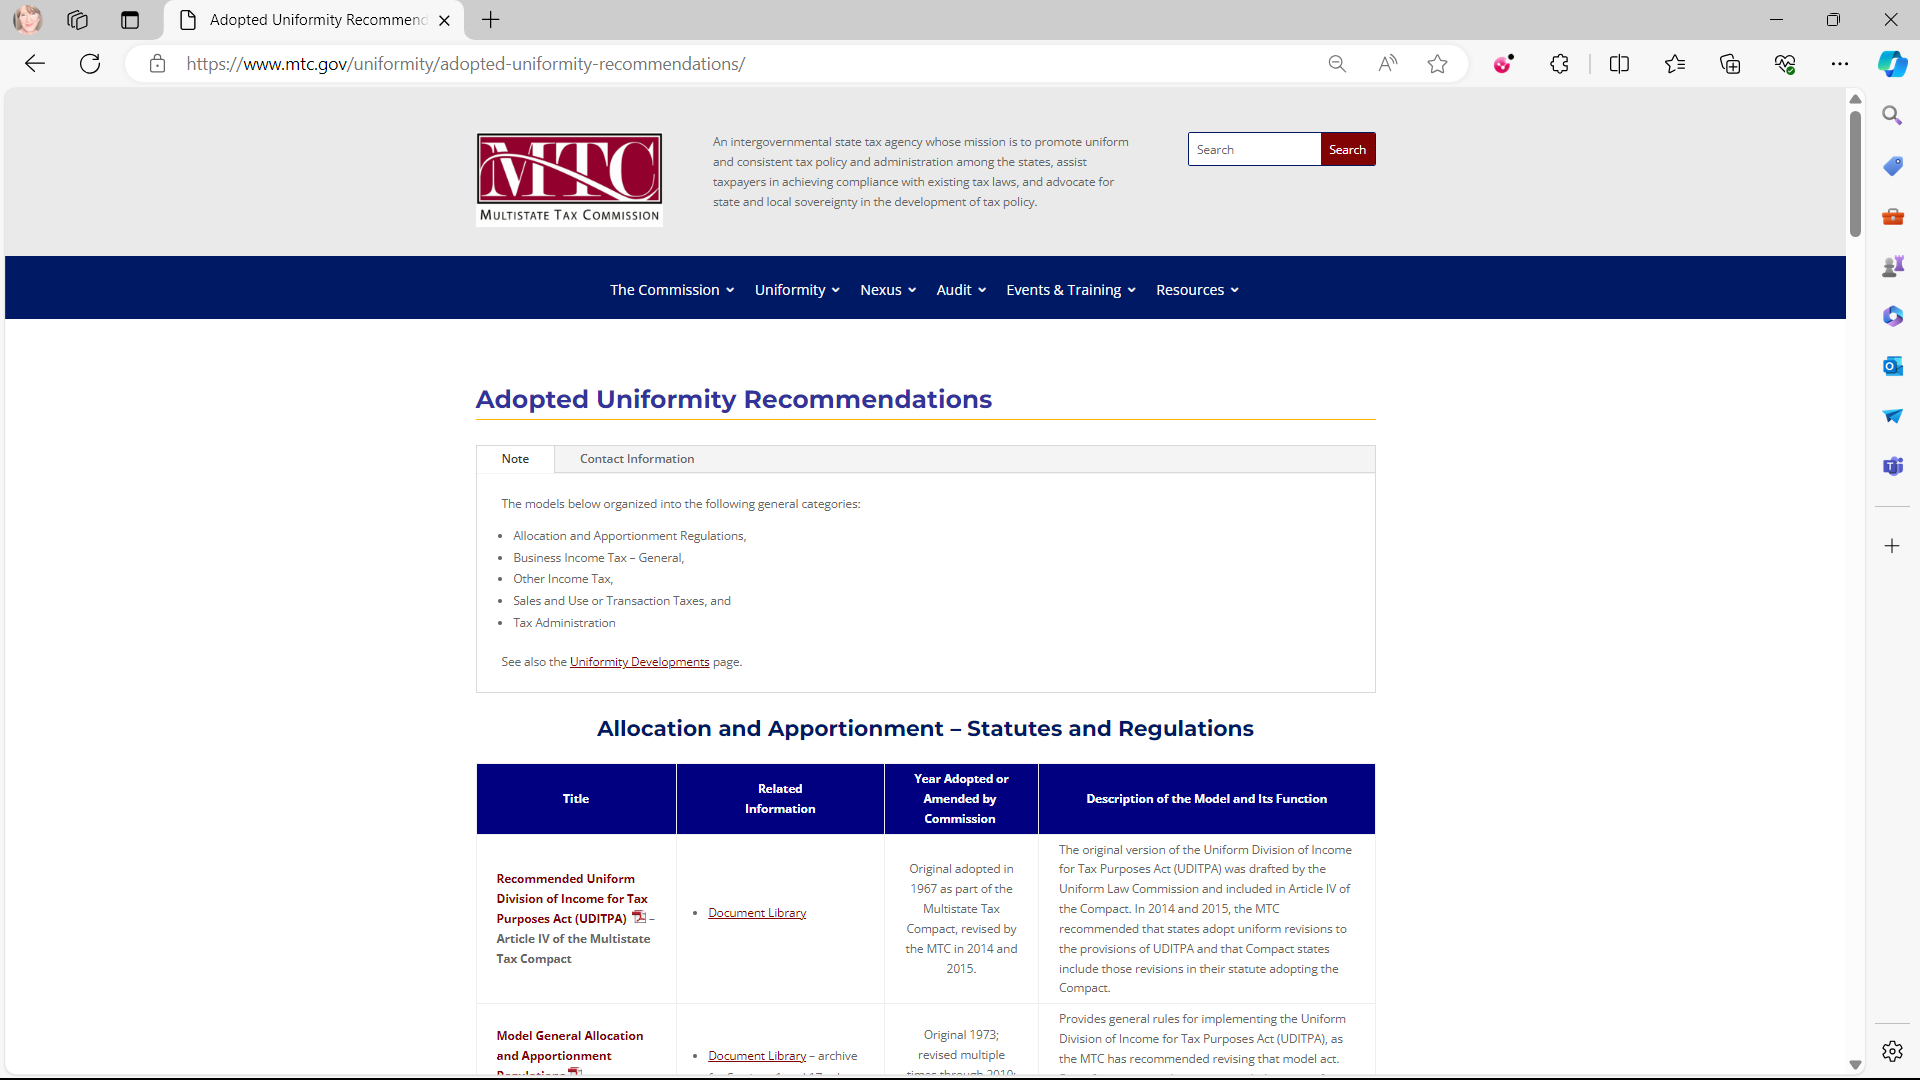 Adopted Uniformity Recommend
https://www.mtc.gov/uniformity/adopted-uniformity-recommendations/
MTC
MULTISTATE TAX COMMISSION
An intergovernmental state tax agency whose mission is to promote uniform
and consistent tax policy and administration among the states, assist
taxpayers in achieving compliance with existing tax laws, and advocate for
state and local sovereignty in the development of tax policy.
Search
Search
The Commission
Uniformity
Nexus
Audit
Events & Training
Resources
Adopted Uniformity Recommendations
Note
Contact Information
The models below organized into the following general categories:
• Allocation and Apportionment Regulations,
• Business Income Tax – General,
• Other Income Tax,
• Sales and Use or Transaction Taxes, and
• Tax Administration
See also the Uniformity Developments page.
Allocation and Apportionment – Statutes and Regulations
Title
Related
Information
Year Adopted or
Amended by
Commission
Description of the Model and Its Function
Recommended Uniform
Division of Income for Tax
Purposes Act (UDITPA) –
Article IV of the Multistate
Tax Compact
• Document Library
Original adopted in
1967 as part of the
Multistate Tax
Compact, revised by
the MTC in 2014 and
2015.
The original version of the Uniform Division of Income
for Tax Purposes Act (UDITPA) was drafted by the
Uniform Law Commission and included in Article IV of
the Compact. In 2014 and 2015, the MTC
recommended that states adopt uniform revisions to
the provisions of UDITPA and that Compact states
include those revisions in their statute adopting the
Compact.
Model General Allocation
and Apportionment
Regulations
• Document Library – archive
Original 1973;
revised multiple
times through 2010;
Provides general rules for implementing the Uniform
Division of Income for Tax Purposes Act (UDITPA), as
the MTC has recommended revising that model act.